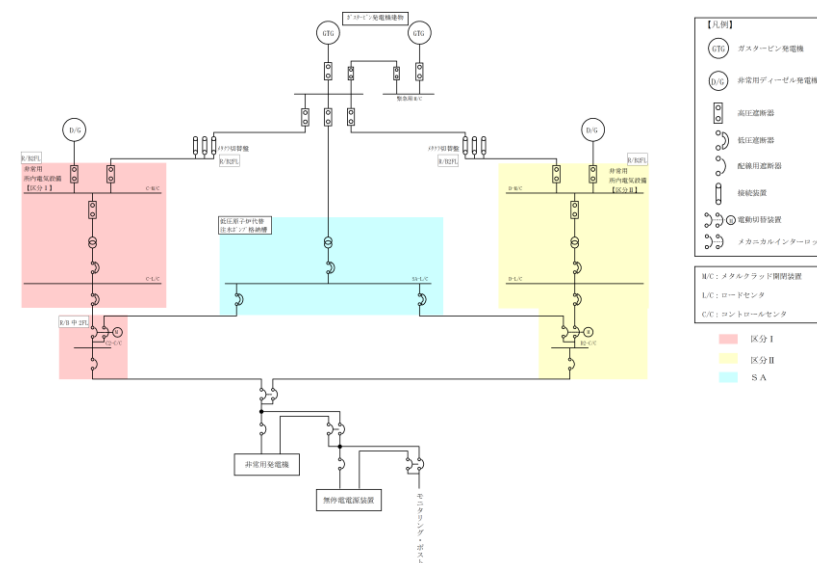 ガスタービン発電機建物
GTG
GTG
緊急用M/C
D/G
メタクラ切替盤
R/B2FL
メタクラ切替盤
R/B2FL
D/G
R/B2FL
非常用
所内電気設備
【区分Ⅰ】
C-M/C
C-L/C
R/B2FL
非常用
所内電気設備
【区分Ⅱ】
D-M/C
D-L/C
低圧原子炉代替
注水ポンプ格納槽
SA-L/C
R/B 中2FL
M
C2-C/C
M
D2-C/C
非常用発電機
無停電電源装置
モニタリング・ポスト
【凡例】
GTG ガスタービン発電機
D/G 非常用ディーゼル発電機
高圧遮断器
低圧遮断器
配線用遮断器
接続装置
M 電動切替装置
メカニカルインターロッ
M/C：メタルクラッド開閉装置
L/C：ロードセンタ
C/C：コントロールセンタ
区分Ⅰ
区分Ⅱ
ＳＡ